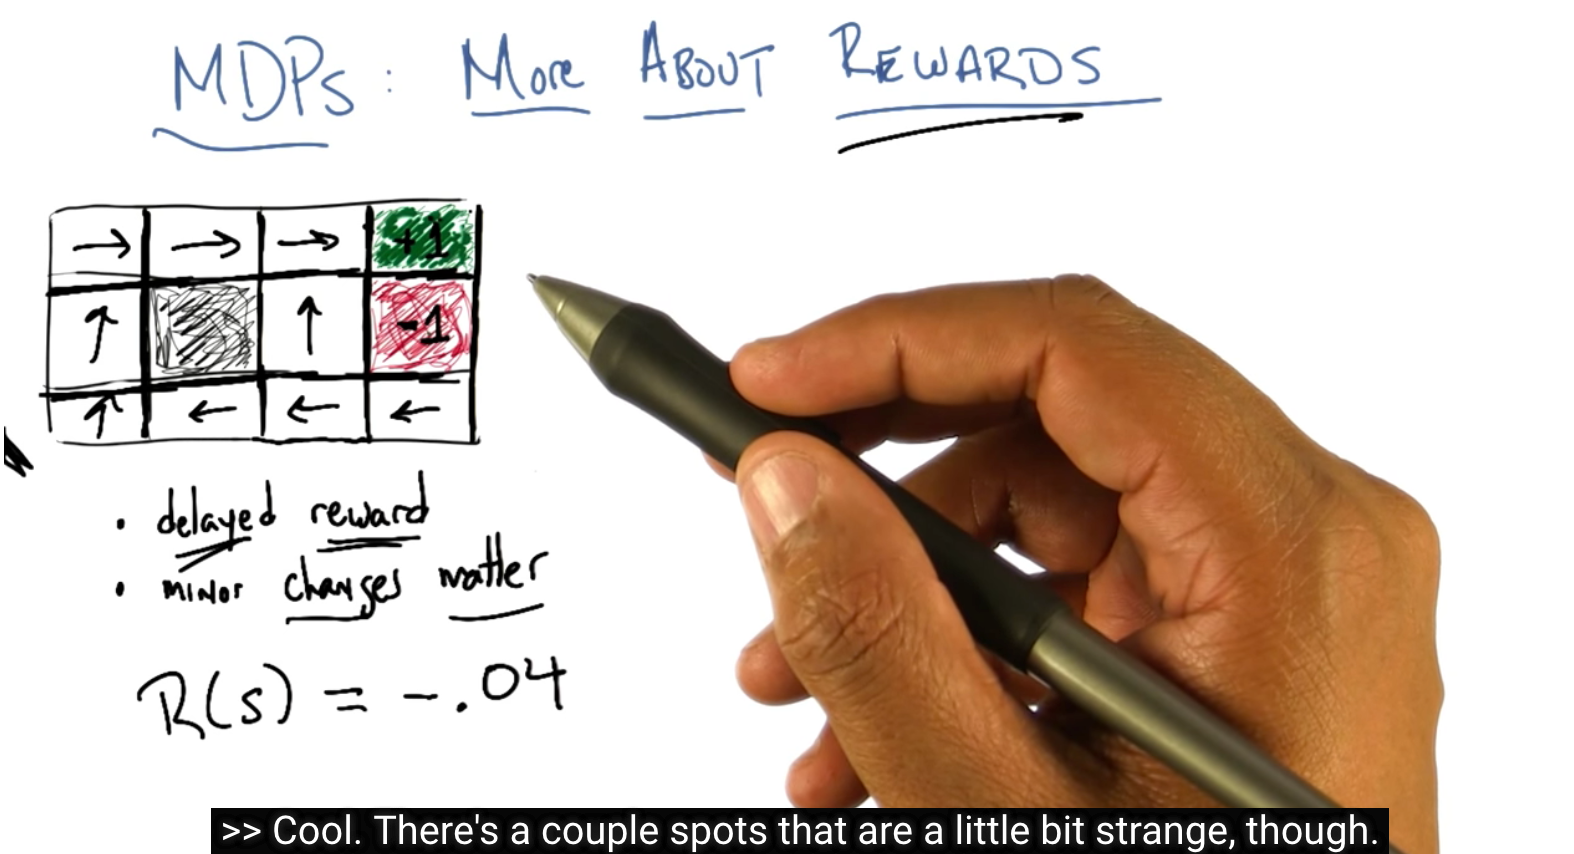 MDPs: More About Rewards
→ → → +1
↑ ↑ -1
↑ ← ← ←
• delayed reward
• minor changes matter
R(s) = -.04
>> Cool. There's a couple spots that are a little bit strange, though.